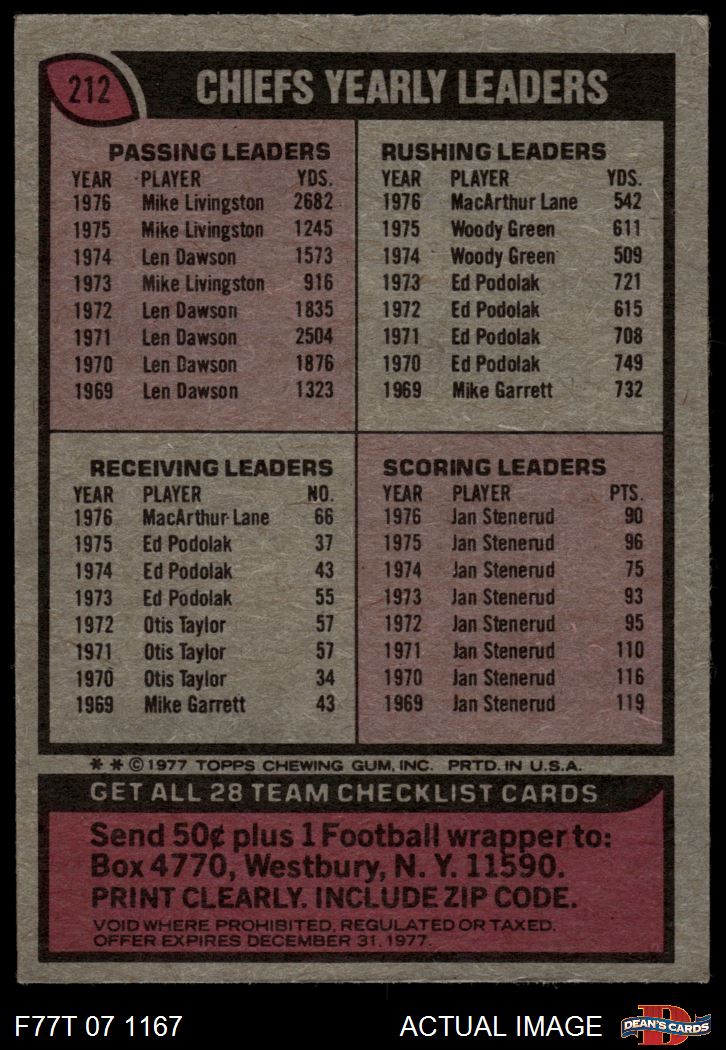 212
CHIEFS YEARLY LEADERS
PASSING LEADERS
YEAR PLAYER YDS.
1976 Mike Livingston 2682
1975 Mike Livingston 1245
1974 Len Dawson 1573
1973 Mike Livingston 916
1972 Len Dawson 1835
1971 Len Dawson 2504
1970 Len Dawson 1876
1969 Len Dawson 1323
RUSHING LEADERS
YEAR PLAYER YDS.
1976 MacArthur Lane 542
1975 Woody Green 611
1974 Woody Green 509
1973 Ed Podolak 721
1972 Ed Podolak 615
1971 Ed Podolak 708
1970 Ed Podolak 749
1969 Mike Garrett 732
RECEIVING LEADERS
YEAR PLAYER NO.
1976 MacArthur Lane 66
1975 Ed Podolak 37
1974 Ed Podolak 43
1973 Ed Podolak 55
1972 Otis Taylor 57
1971 Otis Taylor 57
1970 Otis Taylor 34
1969 Mike Garrett 43
SCORING LEADERS
YEAR PLAYER PTS.
1976 Jan Stenerud 90
1975 Jan Stenerud 96
1974 Jan Stenerud 75
1973 Jan Stenerud 93
1972 Jan Stenerud 95
1971 Jan Stenerud 110
1970 Jan Stenerud 116
1969 Jan Stenerud 119
* * © 1977 TOPPS CHEWING GUM, INC. PRTD. IN U.S.A.
GET ALL 28 TEAM CHECKLIST CARDS
Send 50¢ plus 1 Football wrapper to:
Box 4770, Westbury, N. Y. 11590.
PRINT CLEARLY. INCLUDE ZIP CODE.
VOID WHERE PROHIBITED, REGULATED OR TAXED.
OFFER EXPIRES DECEMBER 31, 1977.
F77T 07 1167
ACTUAL IMAGE
D
DEAN'S CARDS